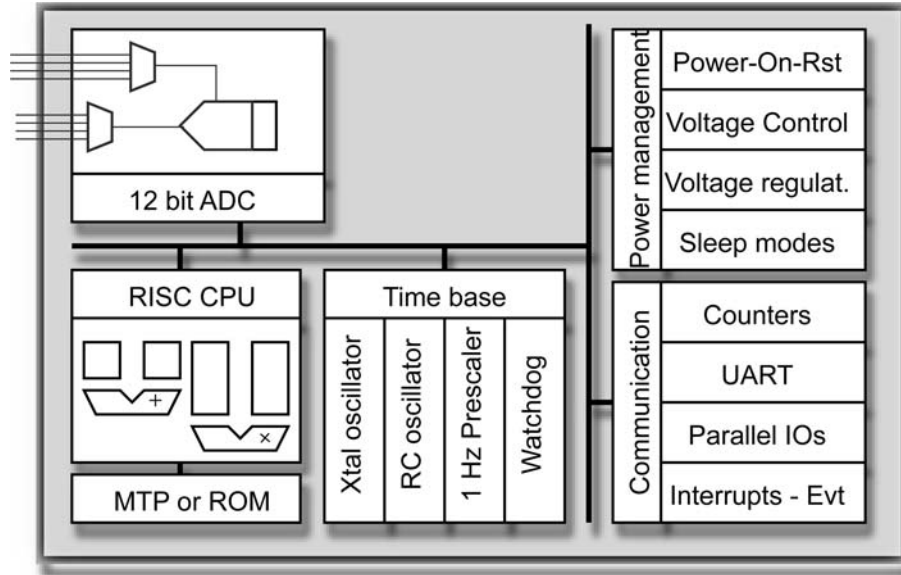 12 bit ADC
RISC CPU
+
×
MTP or ROM
Time base
Xtal oscillator
RC oscillator
1 Hz Prescaler
Watchdog
Power management
Power-On-Rst
Voltage Control
Voltage regulat.
Sleep modes
Communication
Counters
UART
Parallel IOs
Interrupts - Evt